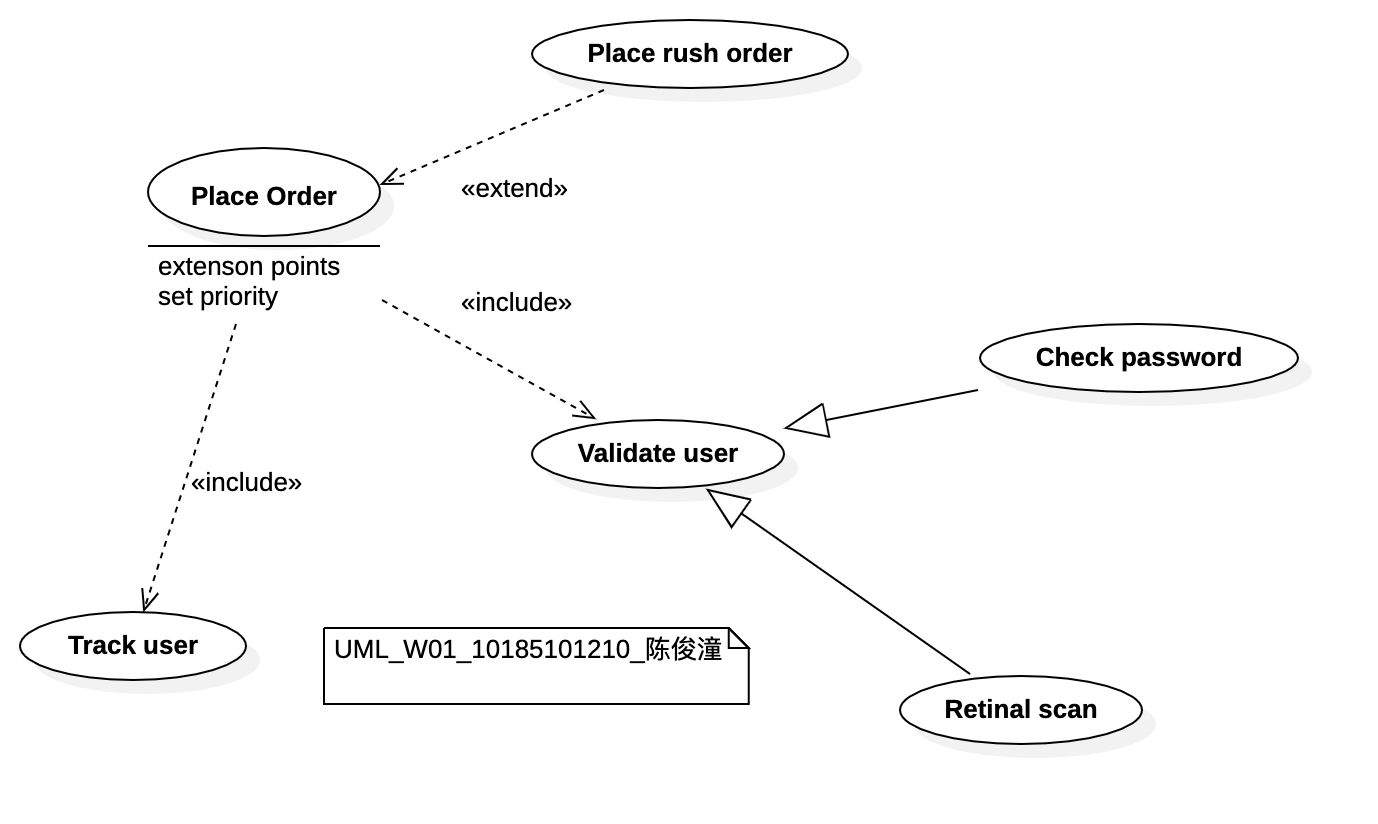 Place rush order
Place Order
«extend»
extenson points
set priority
«include»
Check password
Validate user
«include»
Track user
UML_W01_10185101210_陈俊潼
Retinal scan